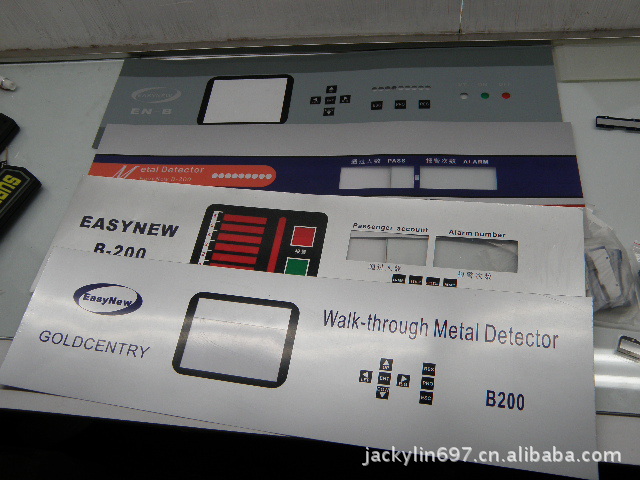 EasyNew
EN-B
Metal Detector
通过人数 PASS
报警次数 ALARM
EASYNEW
B-200
Passenger account
Alarm number
通过人数
报警次数
EasyNew
GOLDCENTRY
Walk-through Metal Detector
B200
jackylin697.cn.alibaba.com